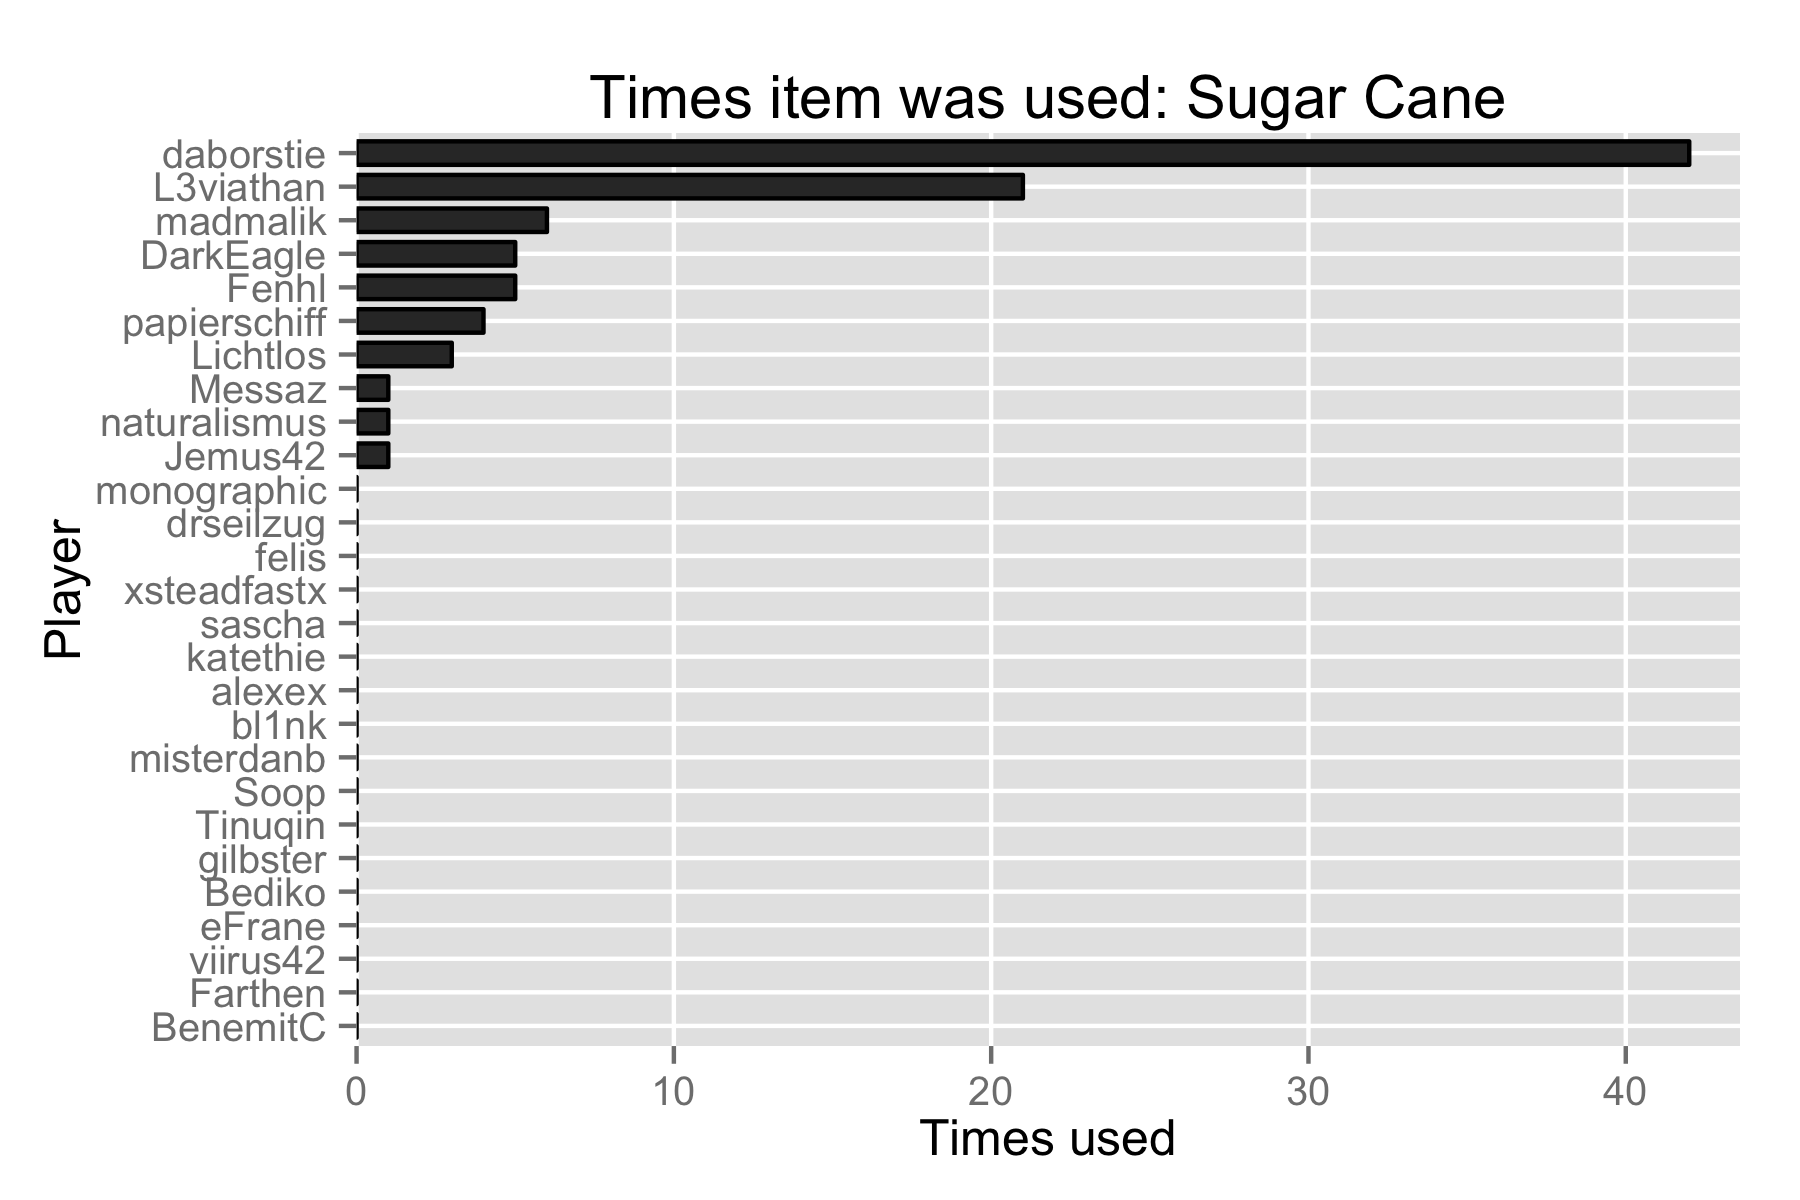 Times item was used: Sugar Cane
daborstie
L3viathan
madmalik
DarkEagle
Fenhl
papierschiff
Lichtlos
Messaz
naturalismus
Jemus42
monographic
drseilzug
felis
xsteadfastx
sascha
katethie
alexex
bl1nk
misterdanb
Soop
Tinuqin
gilbster
Bediko
eFrane
viirus42
Farthen
BenemitC
Player
0 10 20 30 40
Times used